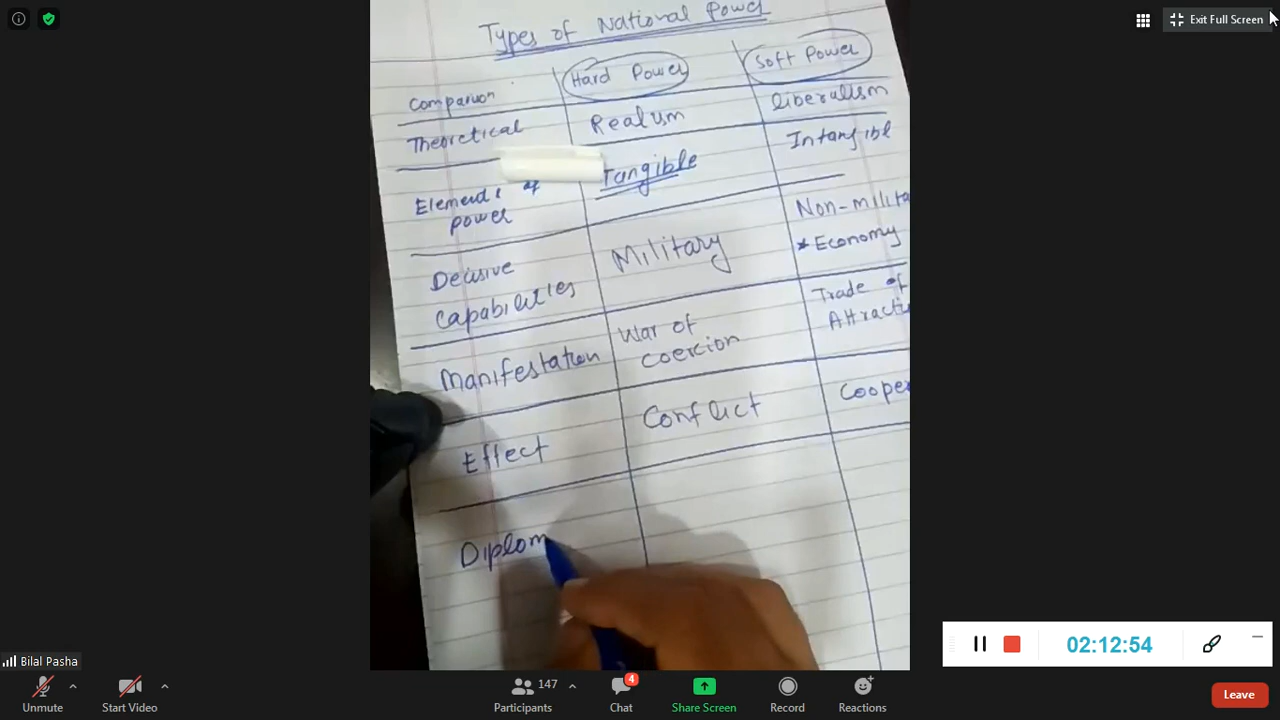 Exit Full Screen
Types of National Power
Comparison Hard Power Soft Power
Theoretical Realism liberalism
Elements of power Tangible Intangibl
Decisive Capabilities Military Non-milita
* Economy
Manifestation War of coercion Trade of Attracti
Effect Conflict Cooper
Diplom
02:12:54
Bilal Pasha
Unmute
Start Video
147
Participants
4
Chat
Share Screen
Record
Reactions
Leave